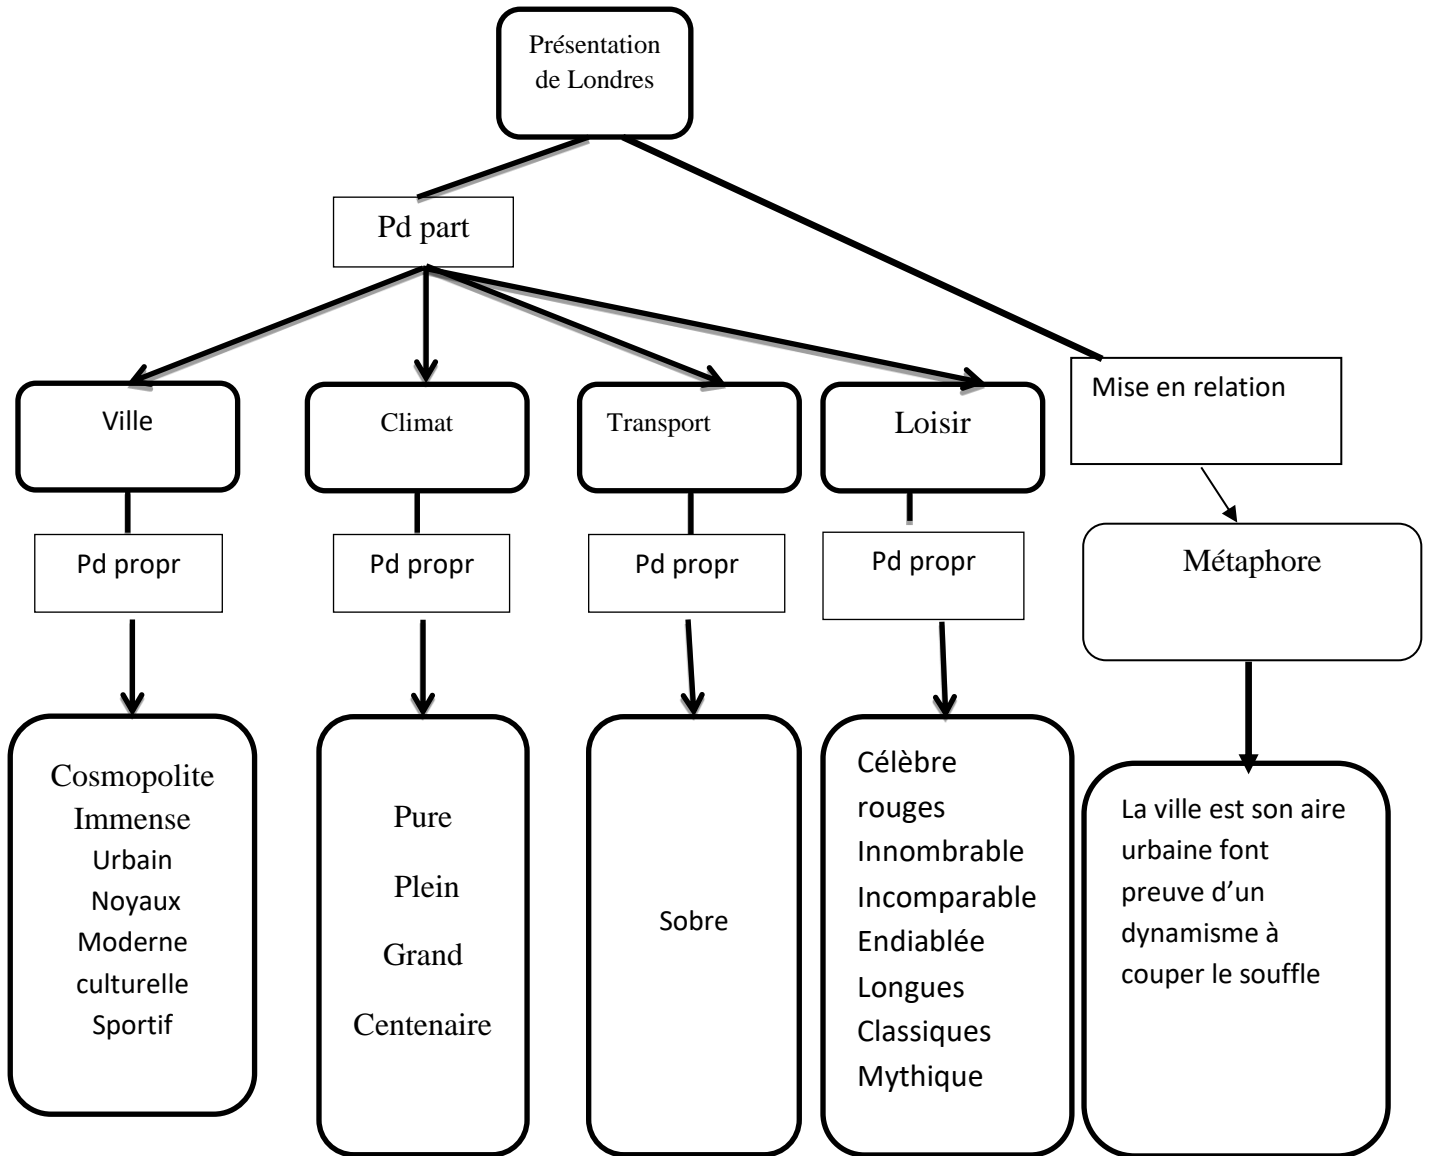 Présentation
de Londres
Pd part
Mise en relation
Ville
Climat
Transport
Loisir
Pd propr
Pd propr
Pd propr
Pd propr
Métaphore
Cosmopolite
Immense
Urbain
Noyaux
Moderne
culturelle
Sportif
Pure
Plein
Grand
Centenaire
Sobre
Célèbre
rouges
Innombrable
Incomparable
Endiablée
Longues
Classiques
Mythique
La ville est son aire
urbaine font
preuve d’un
dynamisme à
couper le souffle